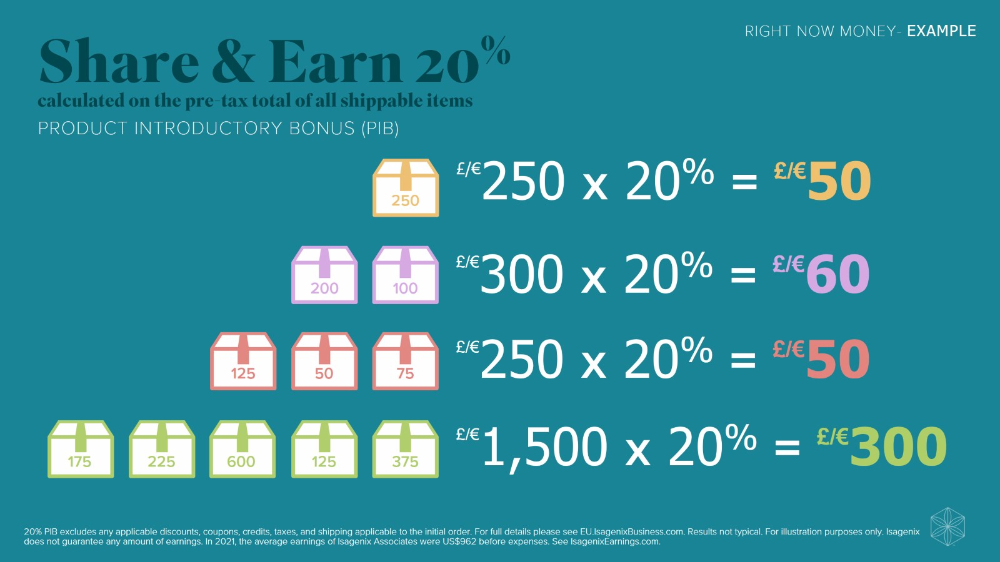 RIGHT NOW MONEY- EXAMPLE
Share & Earn 20%
calculated on the pre-tax total of all shippable items
PRODUCT INTRODUCTORY BONUS (PIB)
250 £/€250 x 20% = £/€50
200 100 £/€300 x 20% = £/€60
125 50 75 £/€250 x 20% = £/€50
175 225 600 125 375 £/€1,500 x 20% = £/€300
20% PIB excludes any applicable discounts, coupons, credits, taxes, and shipping applicable to the initial order. For full details please see EU.IsagenixBusiness.com. Results not typical. For illustration purposes only. Isagenix
does not guarantee any amount of earnings. In 2021, the average earnings of Isagenix Associates were US$962 before expenses. See IsagenixEarnings.com.